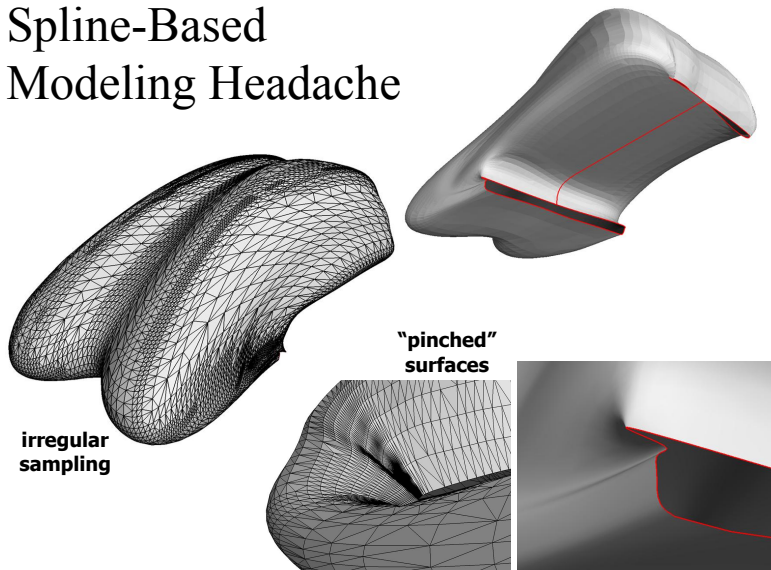 Spline-Based
Modeling Headache
“pinched”
surfaces
irregular
sampling